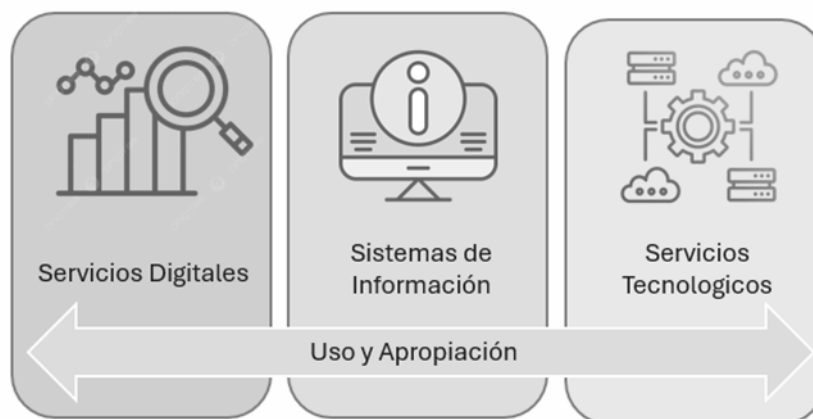 Servicios Digitales
Sistemas de
Información
Servicios
Tecnologicos
Uso y Apropiación